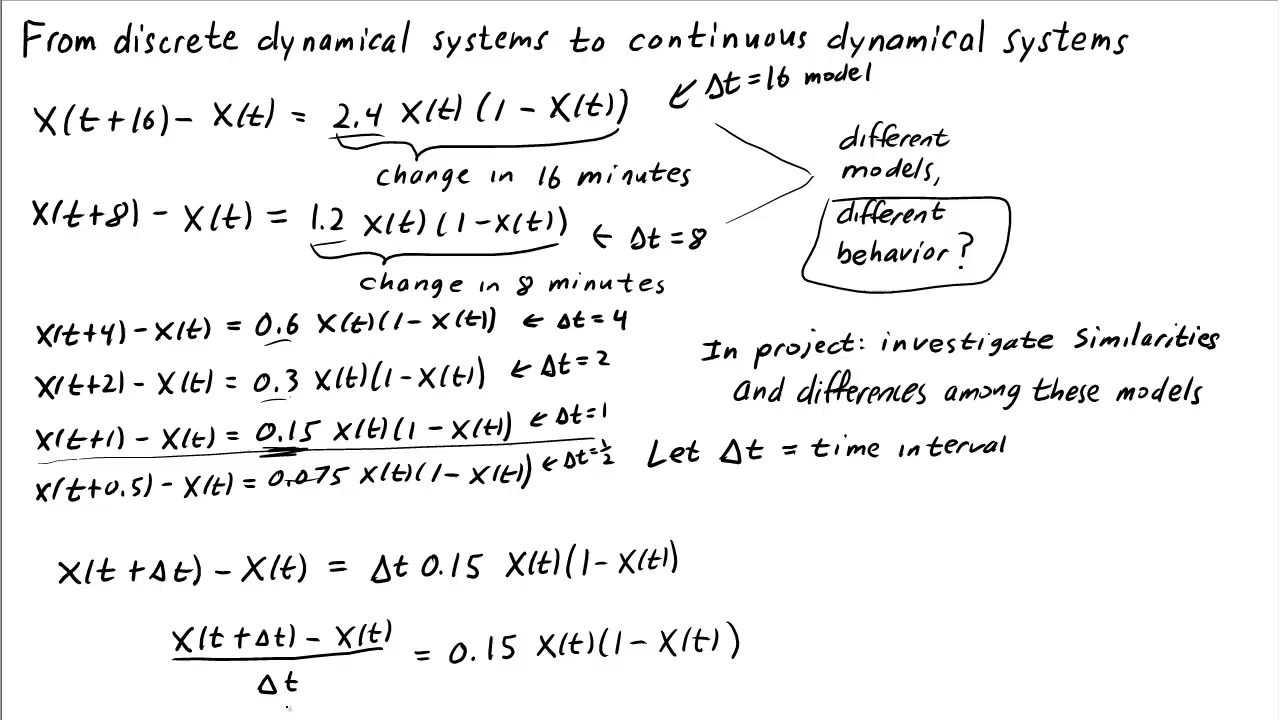 From discrete dynamical systems to continuous dynamical systems
X(t+16) - X(t) = 2.4 X(t) (1 - X(t)) ← Δt = 16 model
change in 16 minutes
X(t+8) - X(t) = 1.2 X(t) (1 - X(t)) ← Δt = 8
change in 8 minutes
different
models,
different
behavior?
X(t+4) - X(t) = 0.6 X(t)(1 - X(t)) ← Δt = 4
X(t+2) - X(t) = 0.3 X(t)(1 - X(t)) ← Δt = 2
X(t+1) - X(t) = 0.15 X(t)(1 - X(t)) ← Δt = 1
X(t+0.5) - X(t) = 0.075 X(t)(1 - X(t)) ← Δt = ½
In project: investigate similarities
and differences among these models
Let Δt = time interval
X(t + Δt) - X(t) = Δt 0.15 X(t)(1 - X(t))
X(t + Δt) - X(t)
= 0.15 X(t)(1 - X(t))
Δt